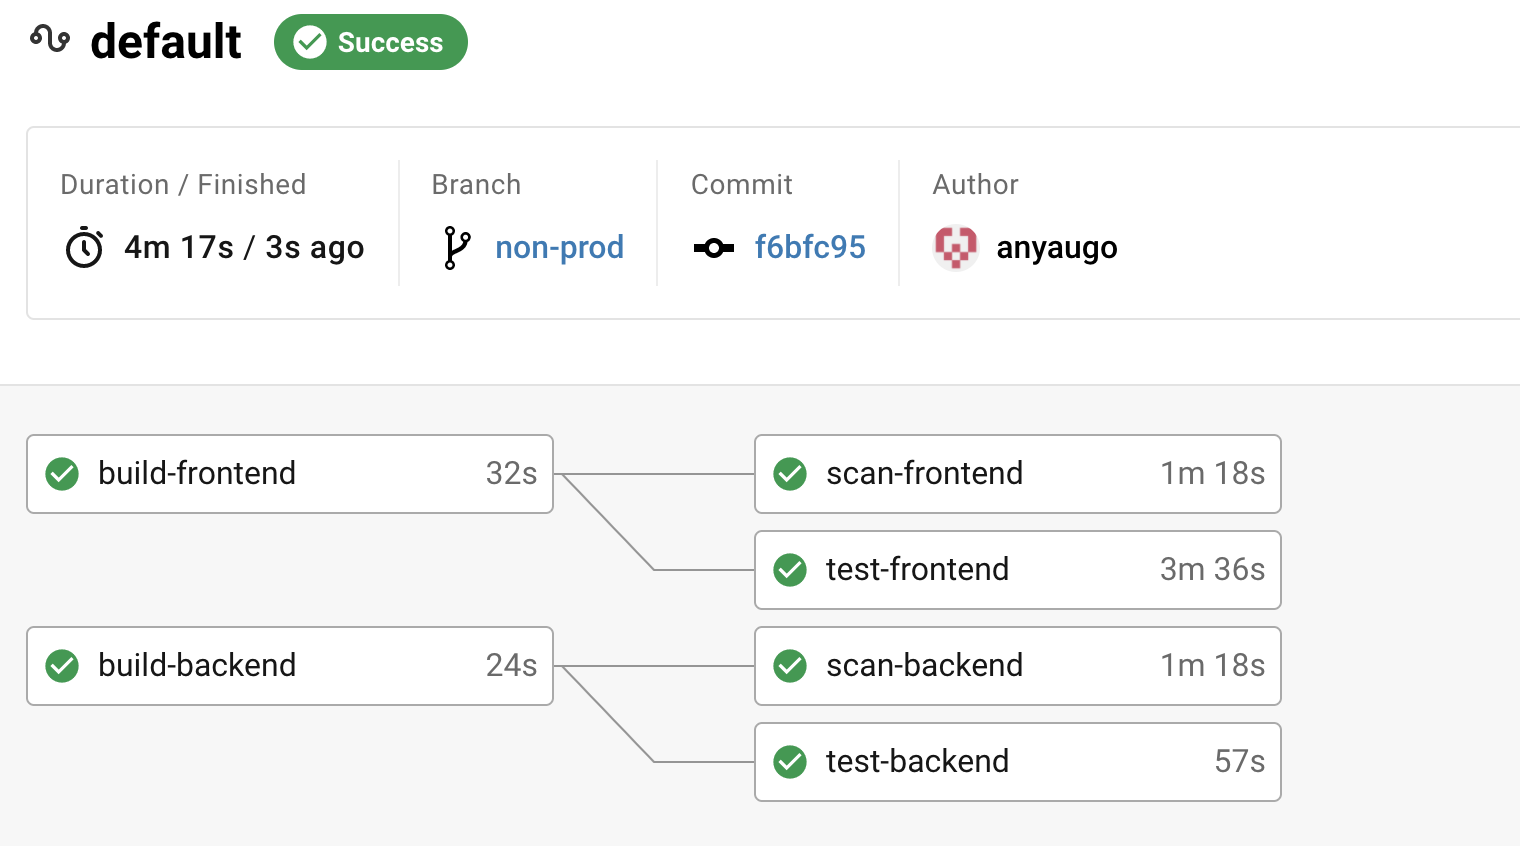 default
Success
Duration / Finished
4m 17s / 3s ago
Branch
non-prod
Commit
f6bfc95
Author
anyaugo
build-frontend 32s
scan-frontend 1m 18s
test-frontend 3m 36s
build-backend 24s
scan-backend 1m 18s
test-backend 57s